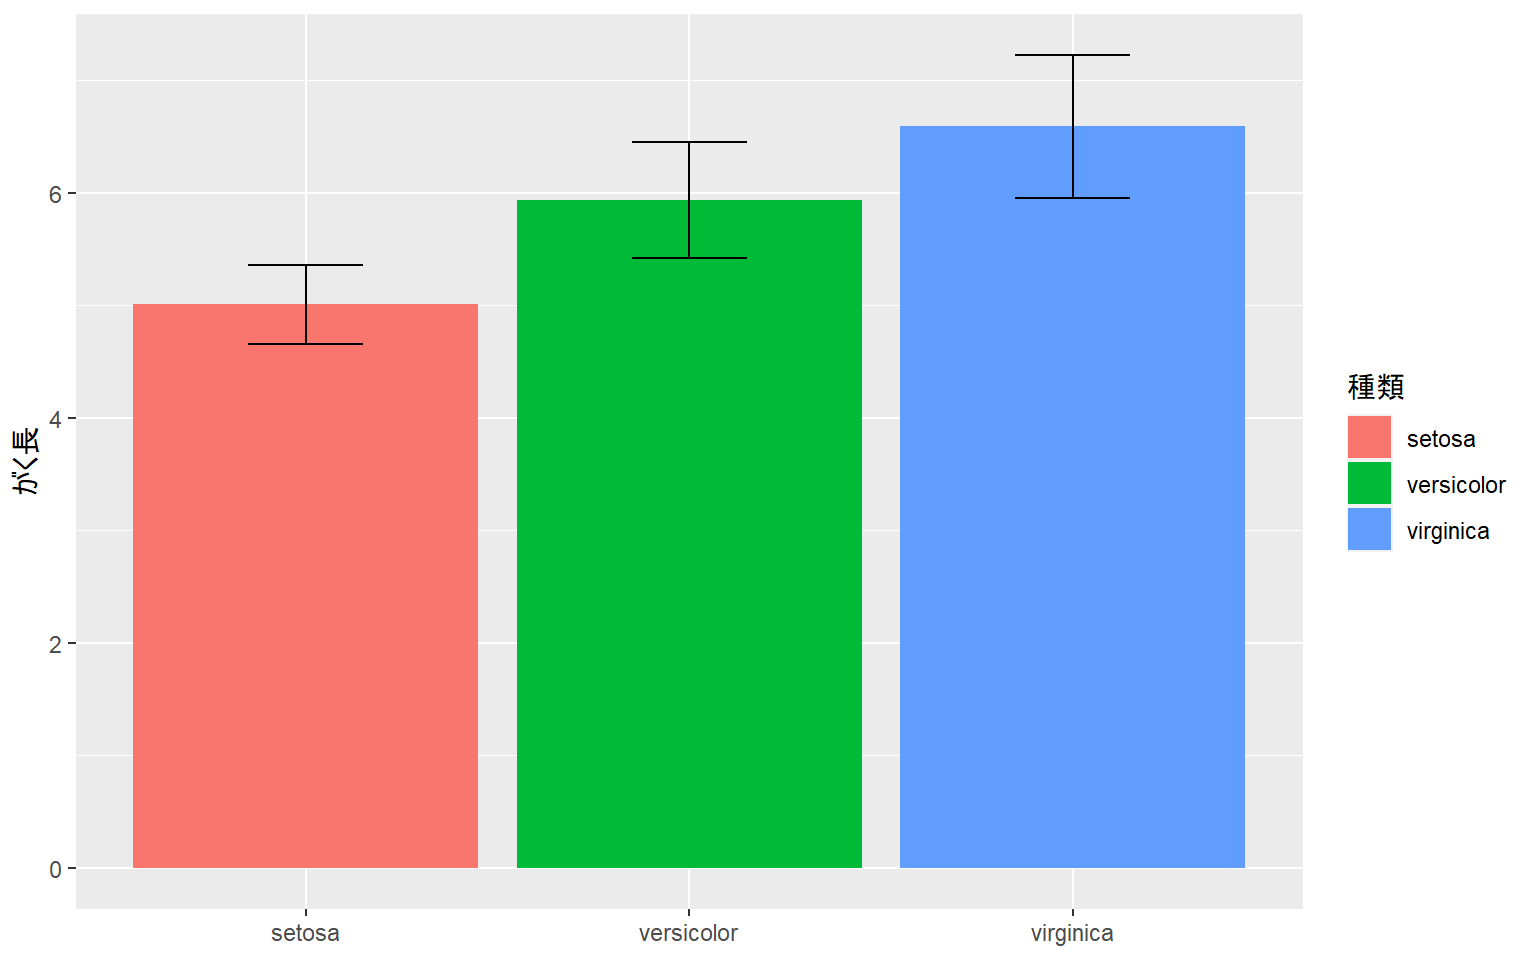 がく長
6
4
2
0
setosa
versicolor
virginica
種類
setosa
versicolor
virginica